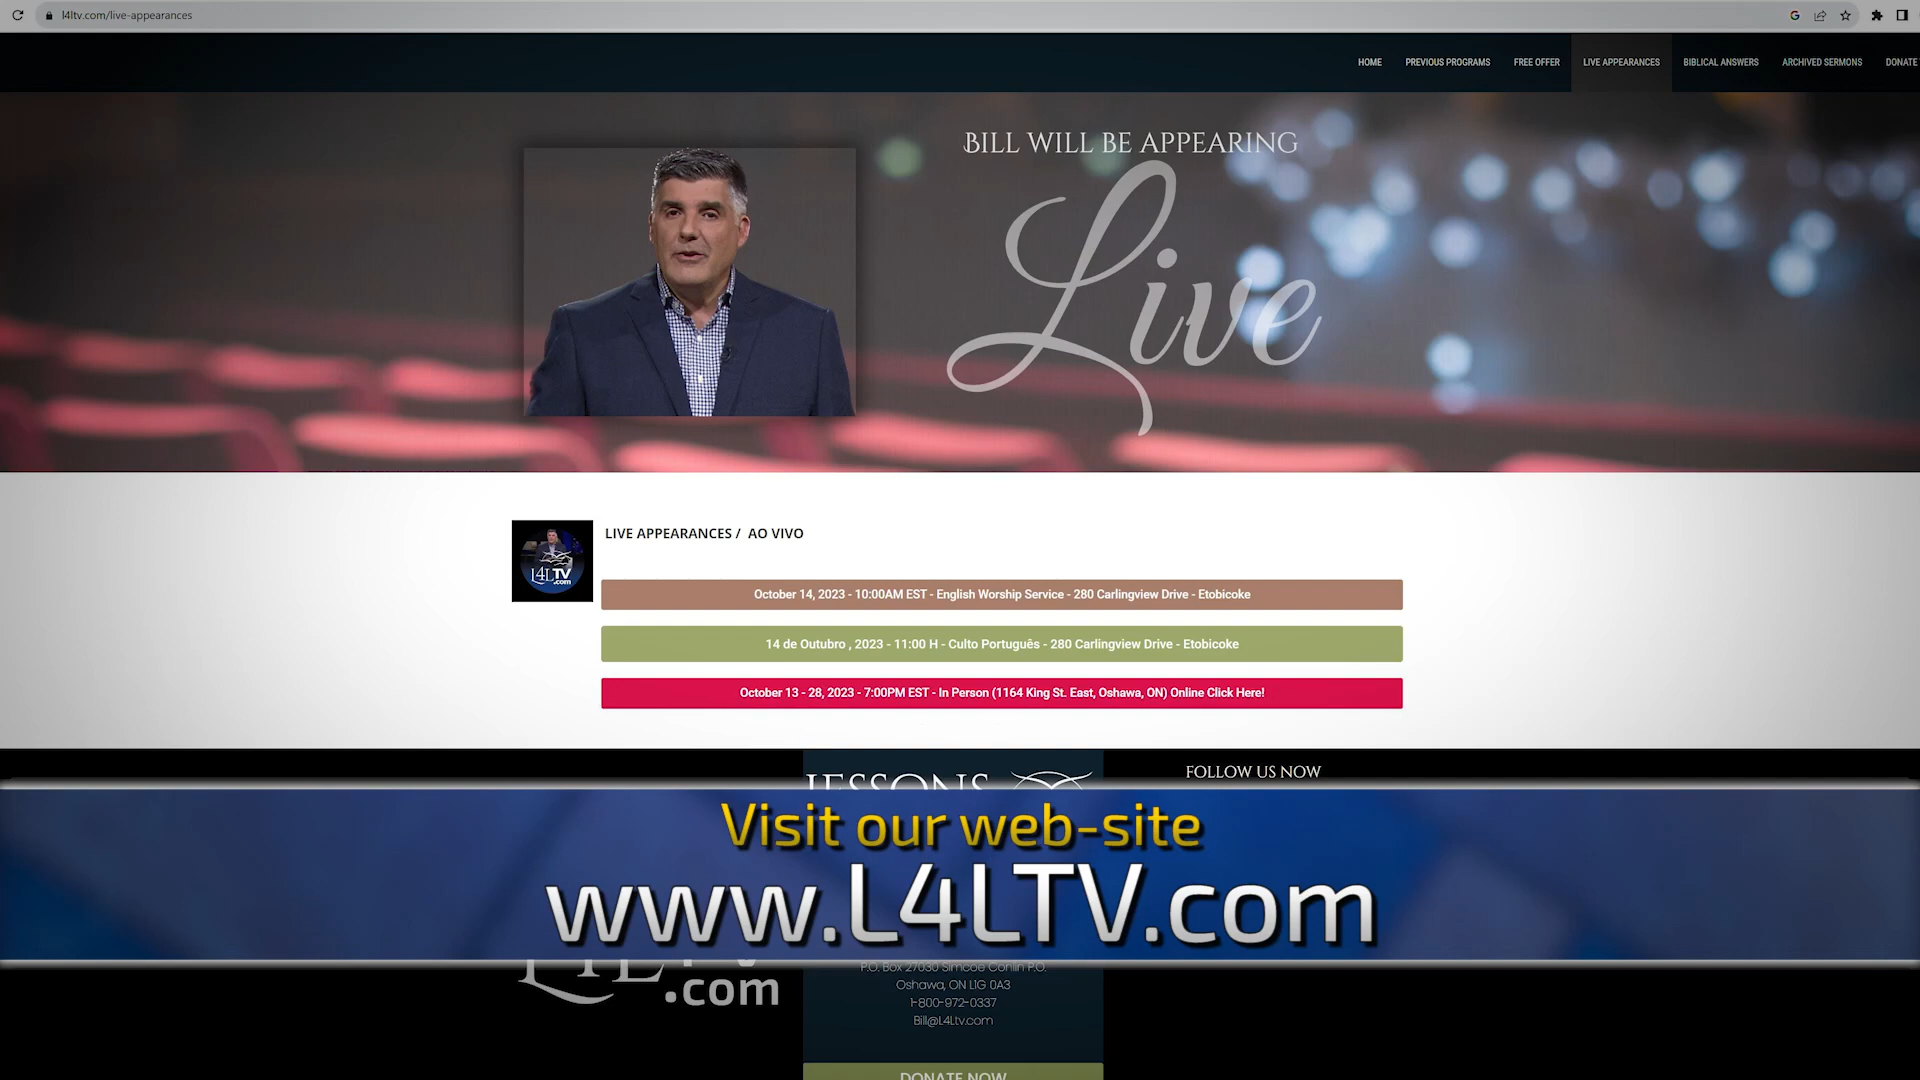 l4ltv.com/live-appearances
HOME PREVIOUS PROGRAMS FREE OFFER LIVE APPEARANCES BIBLICAL ANSWERS ARCHIVED SERMONS DONATE
BILL WILL BE APPEARING
Live
LIVE APPEARANCES / AO VIVO
L4LTV
.com
October 14, 2023 - 10:00AM EST - English Worship Service - 280 Carlingview Drive - Etobicoke
14 de Outubro , 2023 - 11:00 H - Culto Português - 280 Carlingview Drive - Etobicoke
October 13 - 28, 2023 - 7:00PM EST - In Person (1164 King St. East, Oshawa, ON) Online Click Here!
LESSONS
FOLLOW US NOW
Visit our web-site
www.L4LTV.com
.com
P.O. Box 27030 Simcoe Conlin P.O.
Oshawa, ON L1G 0A3
1-800-972-0337
Bill@L4Ltv.com
DONATE NOW